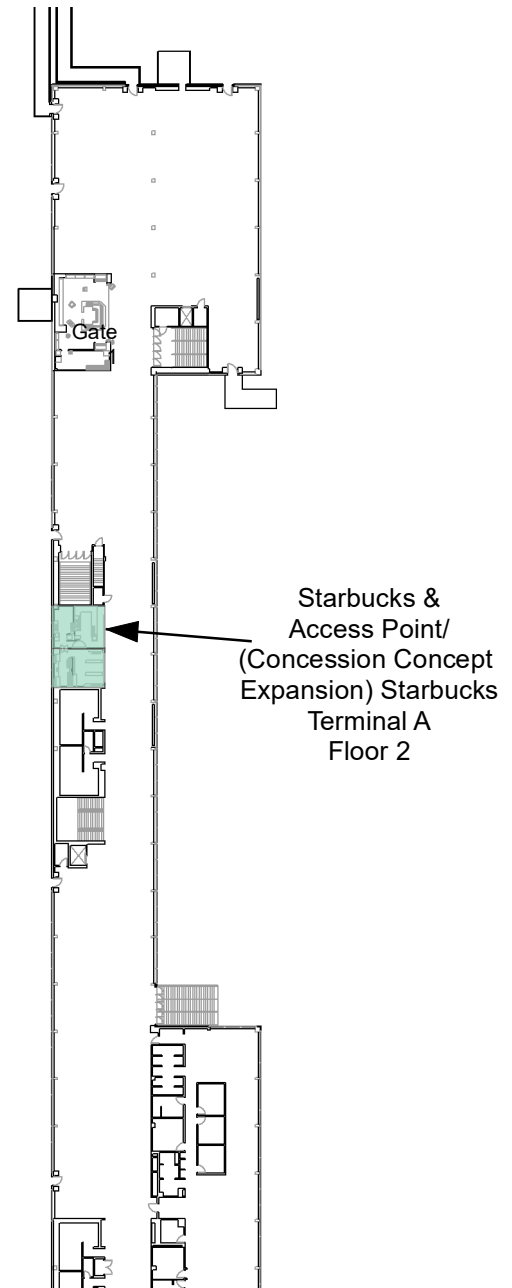 Gate
Starbucks &
Access Point/
(Concession Concept
Expansion) Starbucks
Terminal A
Floor 2